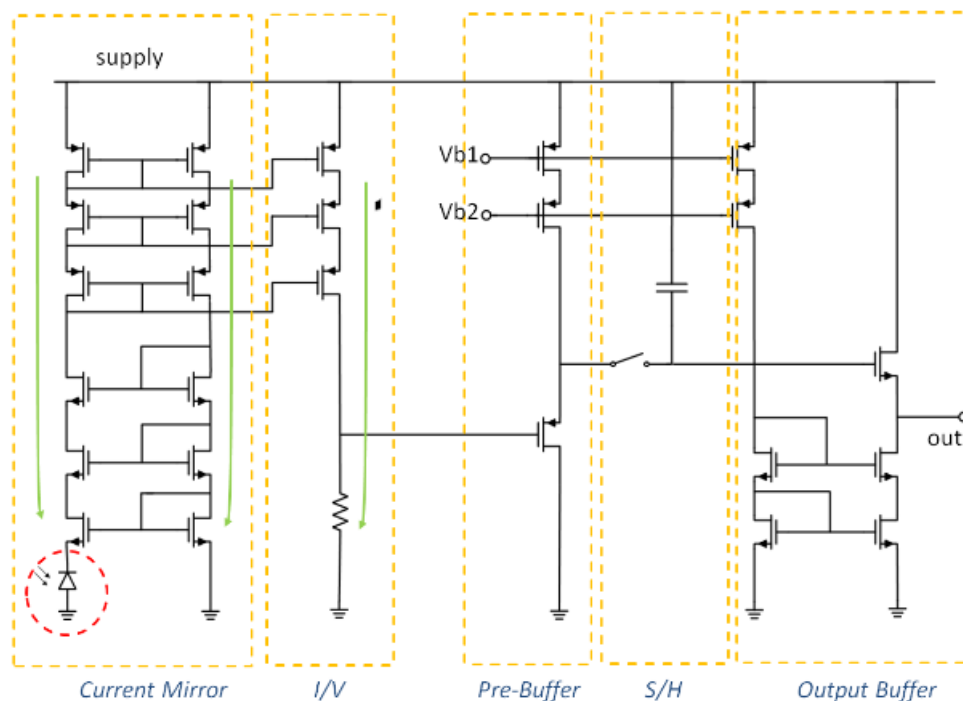 supply
Vb1
Vb2
out
Current Mirror
I/V
Pre-Buffer
S/H
Output Buffer